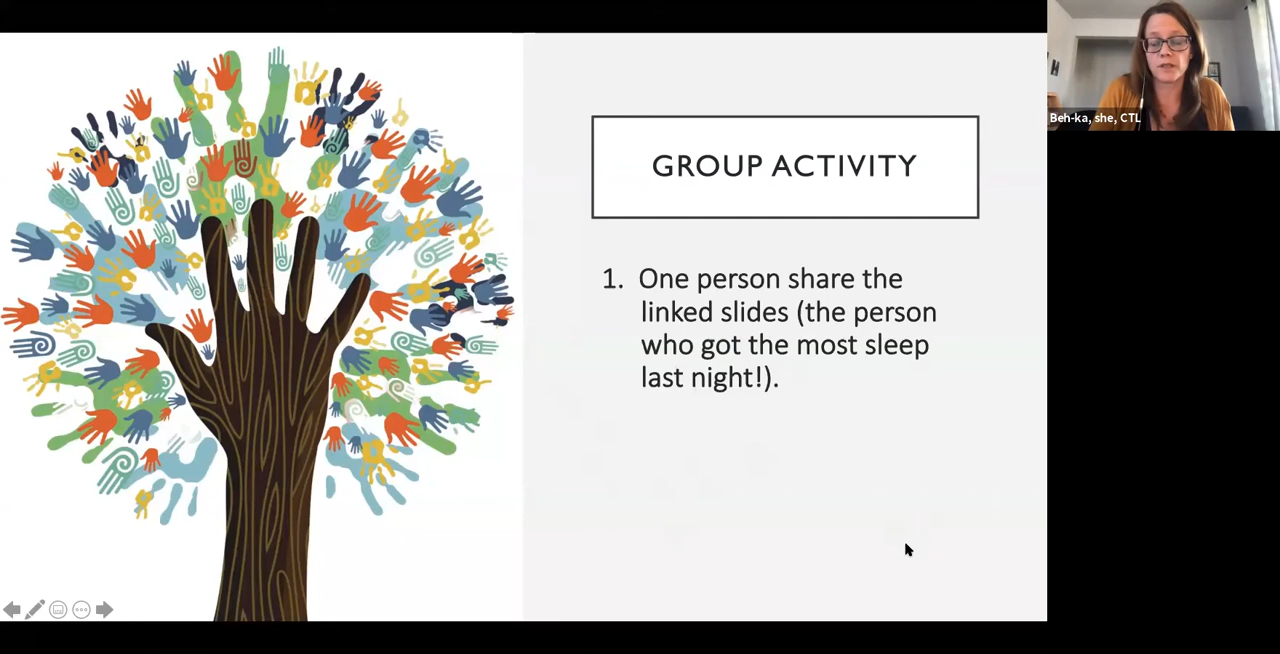 Beh-ka, she, CTL
GROUP ACTIVITY
1. One person share the
linked slides (the person
who got the most sleep
last night!).